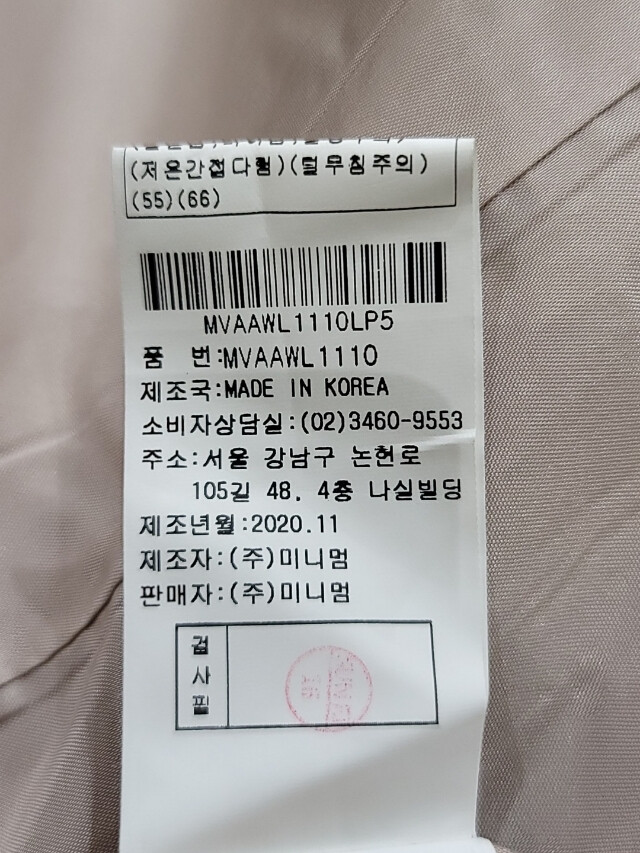 (저온간접다림)(털뭉침주의)
(55)(66)
MVAAWL1110LP5
품 번:MVAAWL1110
제조국:MADE IN KOREA
소비자상담실:(02)3460-9553
주소:서울 강남구 논현로
105길 48, 4층 나실빌딩
제조년월:2020.11
제조자:(주)미니멈
판매자:(주)미니멈
검
사
필